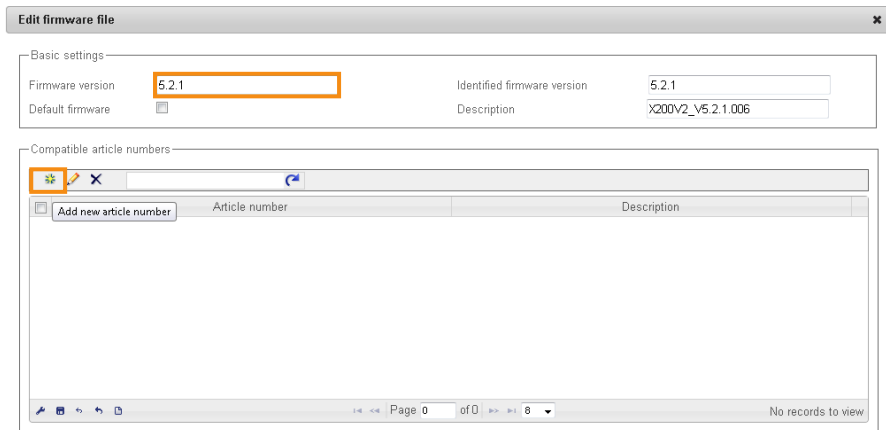 Edit firmware file
Basic settings
Firmware version 5.2.1 Identified firmware version 5.2.1
Default firmware Description X200V2_V5.2.1.006
Compatible article numbers
Add new article number Article number Description
Page 0 of 0 8 No records to view